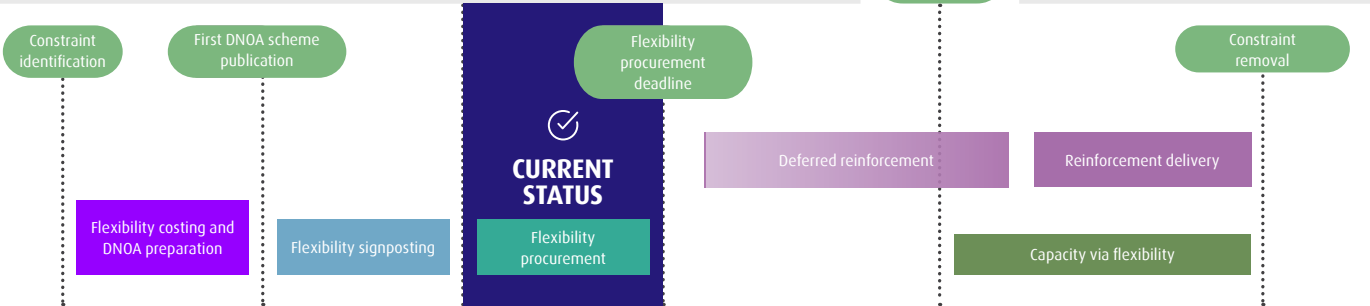 Constraint
identification
First DNOA scheme
publication
Flexibility
procurement
deadline
Constraint
removal
CURRENT
STATUS
Deferred reinforcement
Reinforcement delivery
Flexibility costing and
DNOA preparation
Flexibility signposting
Flexibility
procurement
Capacity via flexibility